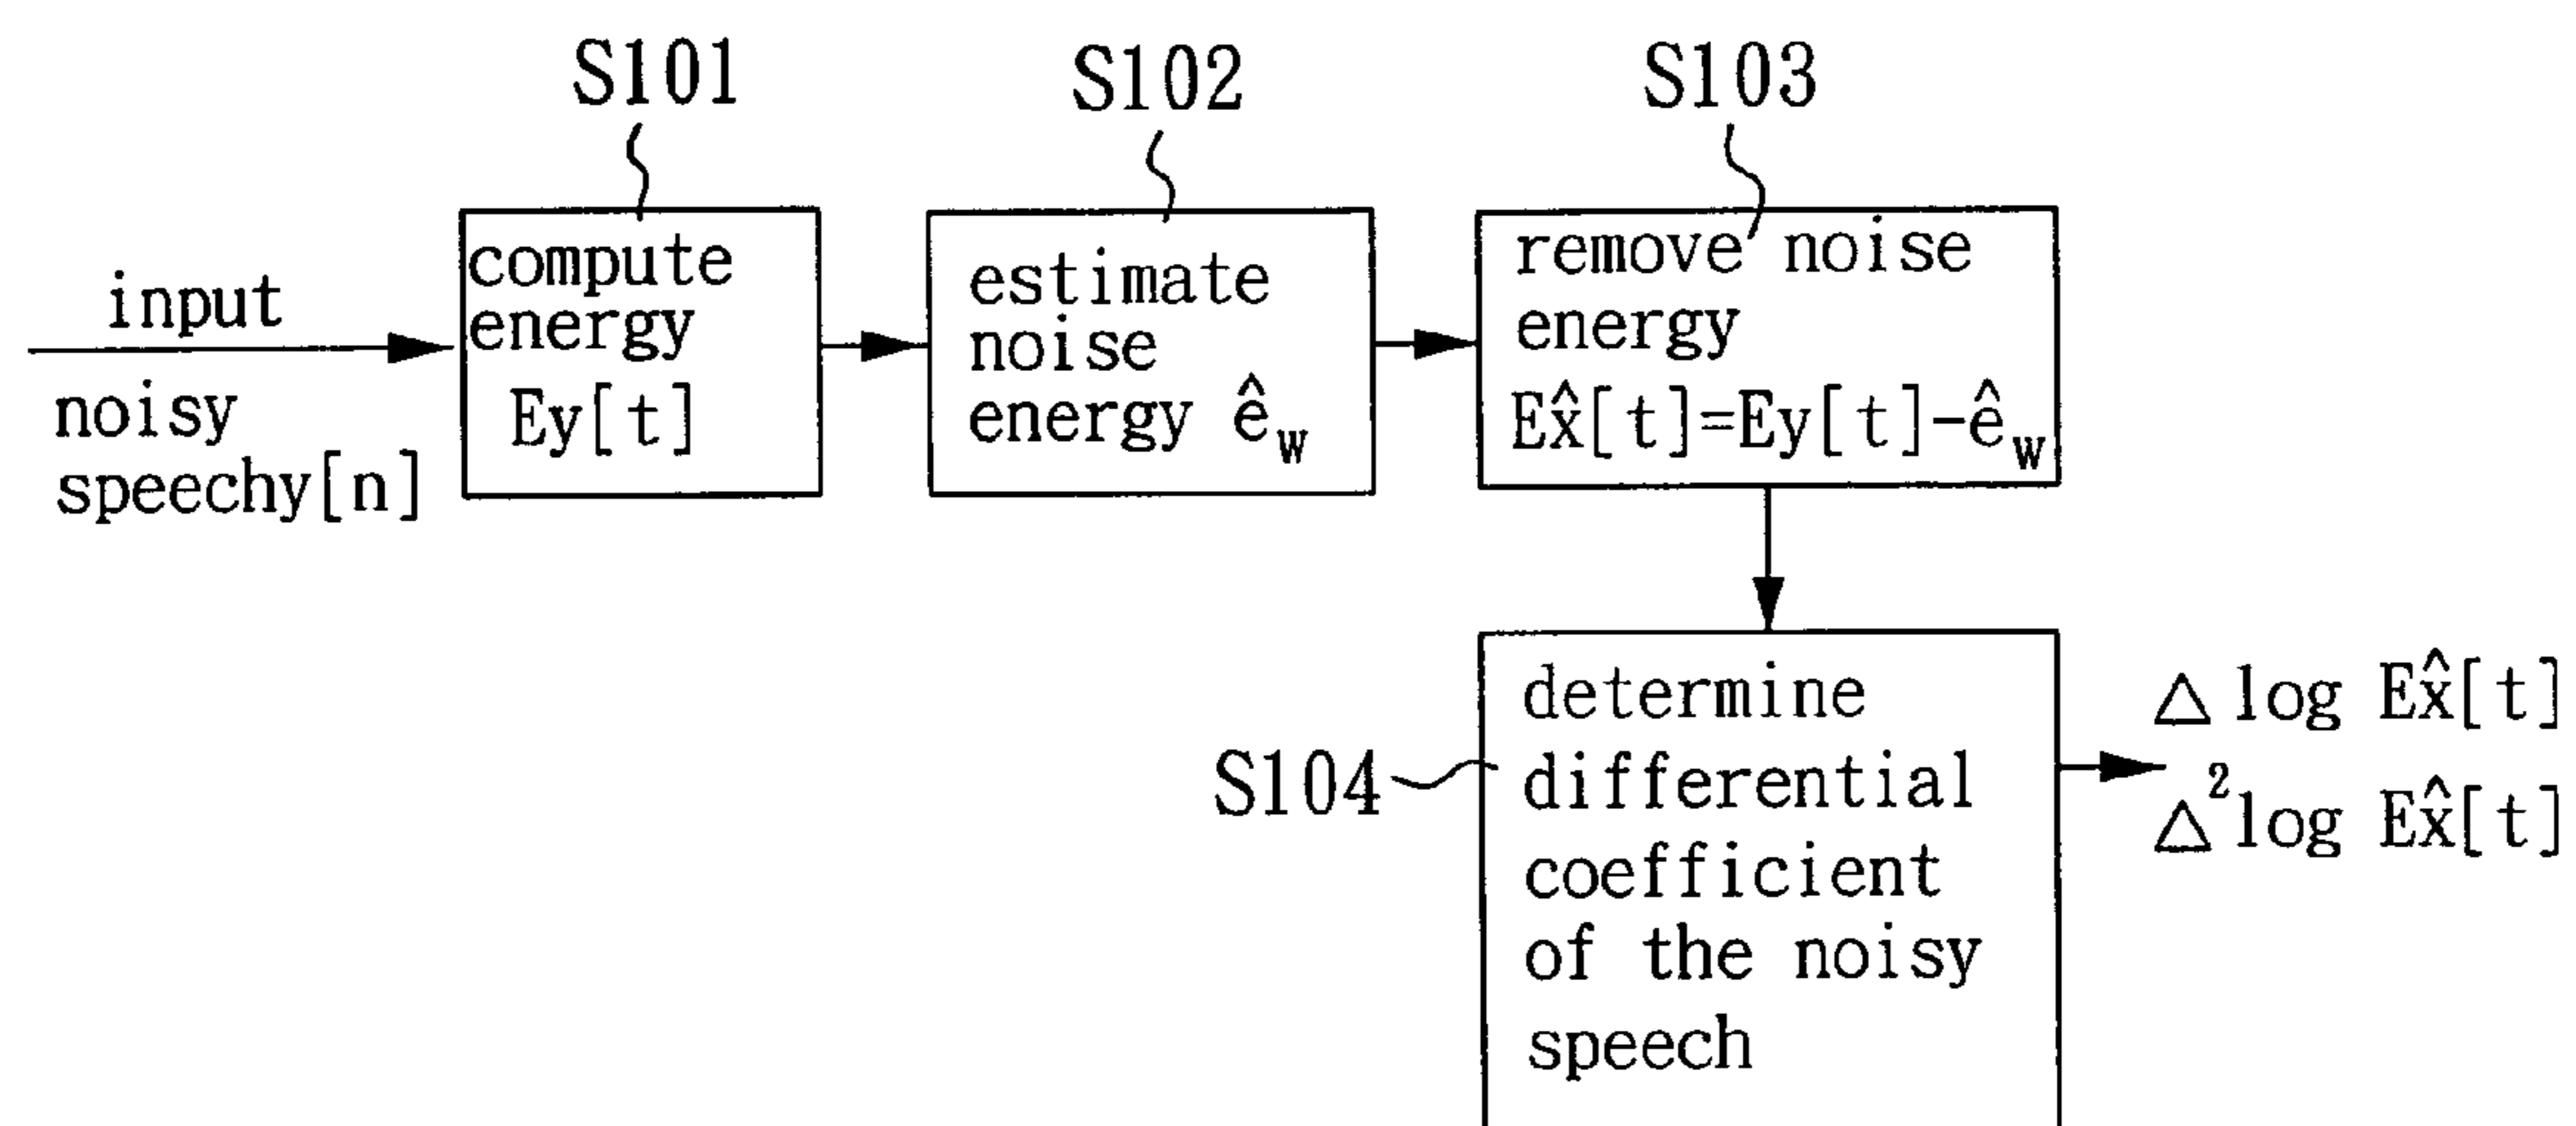 S101
S102
S103
input
noisy
speechy[n]
compute
energy
Ey[t]
estimate
noise
energy ê_w
remove noise
energy
Ex̂[t]=Ey[t]-ê_w
S104
determine
differential
coefficient
of the noisy
speech
△ log Ex̂[t]
△²log Ex̂[t]